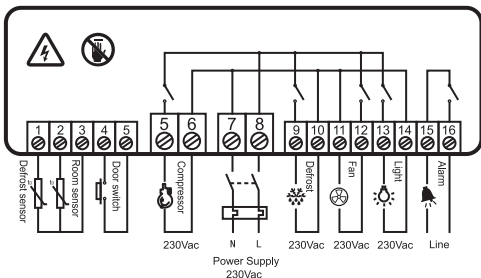 1 2 3 4 5
5 6
7 8
9 10 11 12 13 14 15 16
Defrost sensor
Room sensor
Door switch
Compressor
Defrost
Fan
Light
Alarm
230Vac
N L
230Vac 230Vac 230Vac Line
Power Supply
230Vac